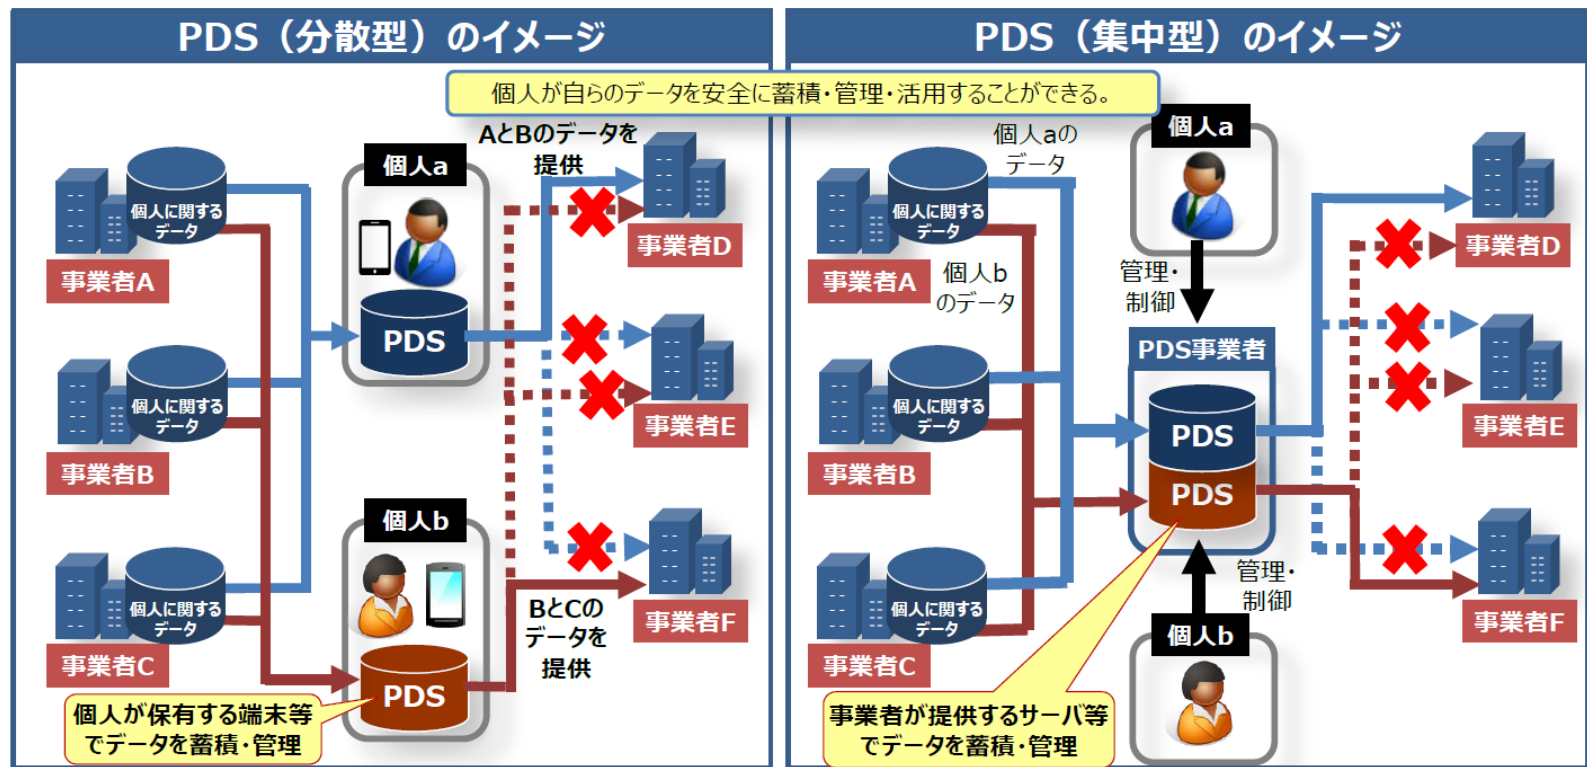 PDS（分散型）のイメージ
PDS（集中型）のイメージ
個人が自らのデータを安全に蓄積・管理・活用することができる。
個人に関する
データ
事業者A
個人に関する
データ
事業者B
個人に関する
データ
事業者C
個人a
PDS
個人b
PDS
AとBのデータを
提供
BとCの
データを
提供
事業者D
事業者E
事業者F
個人が保有する端末等
でデータを蓄積・管理
個人に関する
データ
事業者A
個人に関する
データ
事業者B
個人に関する
データ
事業者C
個人aの
データ
個人b
のデータ
個人a
管理・
制御
PDS事業者
PDS
PDS
管理・
制御
個人b
事業者D
事業者E
事業者F
事業者が提供するサーバ等
でデータを蓄積・管理